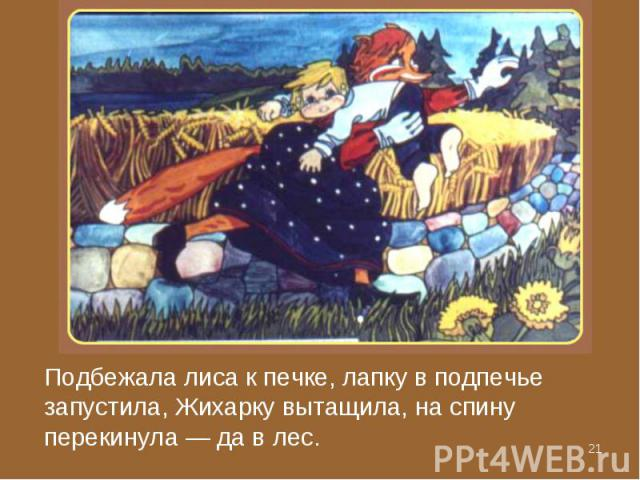 Подбежала лиса к печке, лапку в подпечье
запустила, Жихарку вытащила, на спину
перекинула — да в лес.
21
PPt4WEB.ru